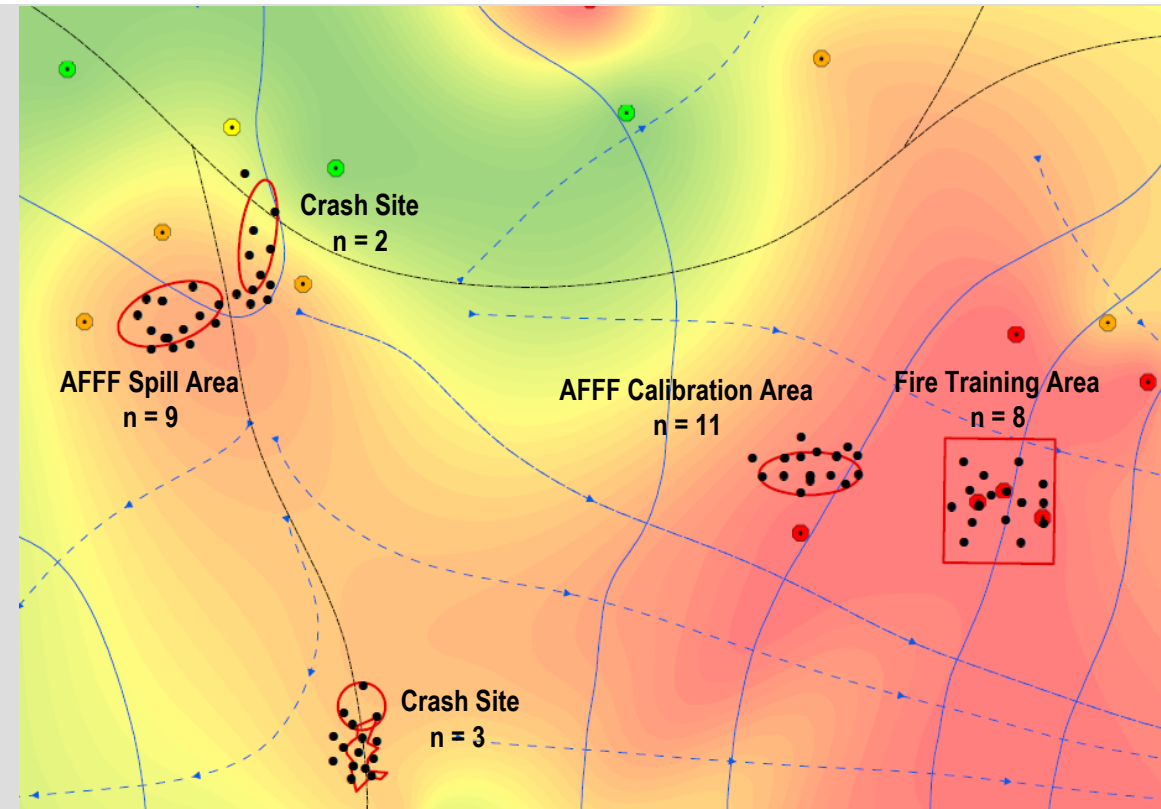 Crash Site
n = 2
AFFF Spill Area
n = 9
AFFF Calibration Area
n = 11
Fire Training Area
n = 8
Crash Site
n = 3